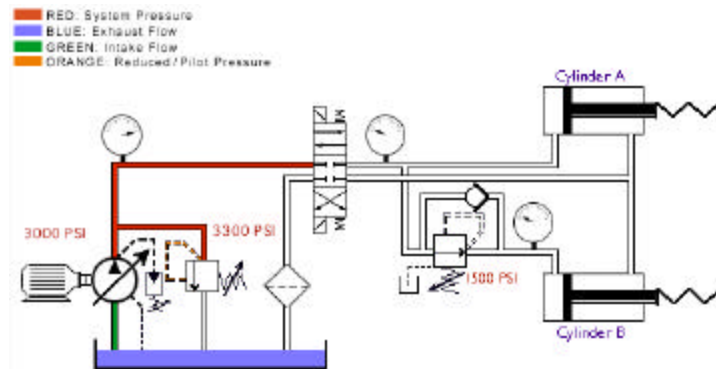 RED: System Pressure
BLUE: Exhaust Flow
GREEN: Intake Flow
ORANGE: Reduced/Pilot Pressure
Cylinder A
3000 PSI
3300 PSI
1500 PSI
Cylinder B